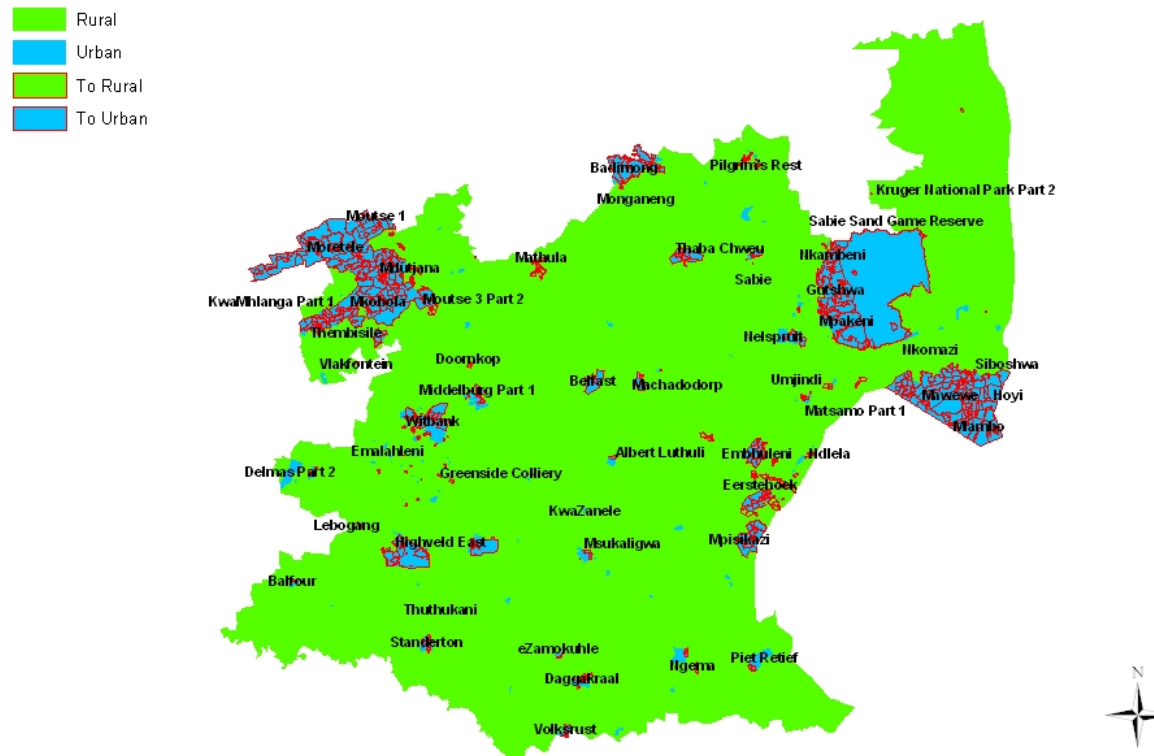 Rural
Urban
To Rural
To Urban
Badimong
Pilgrim's Rest
Monganeng
Kruger National Park Part 2
Moutse 1
Sabie Sand Game Reserve
Moretele
Thaba Chweu
Nkambeni
Mathula
Mdutjana
Sabie
Gutshwa
KwaMhlanga Part 1
Mkobola
Moutse 3 Part 2
Mpakeni
Thembisile
Nelspruit
Nkomazi
Doornkop
Vlakfontein
Siboshwa
Belfast
Machadodorp
Umjindi
Middelburg Part 1
Mawewe
Hoyi
Matsamo Part 1
Witbank
Mlambo
Emalahleni
Albert Luthuli
Embhuleni
Ndlela
Delmas Part 2
Greenside Colliery
Eerstehoek
KwaZanele
Lebogang
Highveld East
Msukaligwa
Mpisikazi
Balfour
Thuthukani
Standerton
eZamokuhle
Ngema
Piet Retief
Daggakraal
Volksrust
N